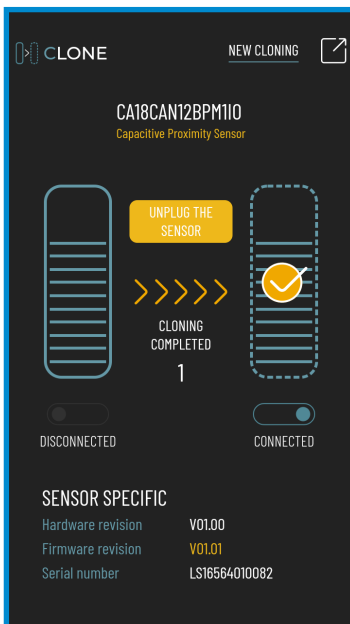 CLONE
NEW CLONING
CA18CAN12BPM1IO
Capacitive Proximity Sensor
UNPLUG THE
SENSOR
CLONING
COMPLETED
1
DISCONNECTED
CONNECTED
SENSOR SPECIFIC
Hardware revision V01.00
Firmware revision V01.01
Serial number LS16564010082